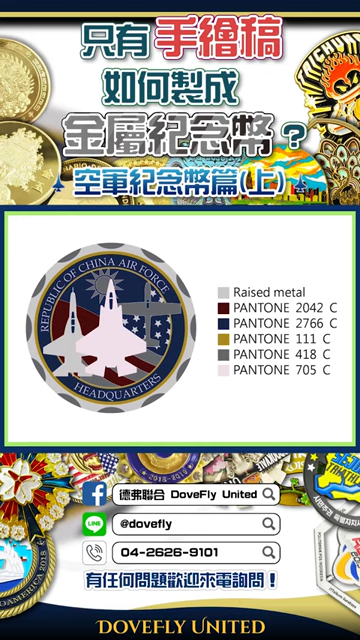 只有 手繪稿
如何製成
金屬紀念幣？
空軍紀念幣篇(上)
REPUBLIC OF CHINA AIR FORCE
HEADQUARTERS
Raised metal
PANTONE 2042 C
PANTONE 2766 C
PANTONE 111 C
PANTONE 418 C
PANTONE 705 C
德弗聯合 DoveFly United
@dovefly
04-2626-9101
有任何問題歡迎來電詢問！
DOVEFLY UNITED